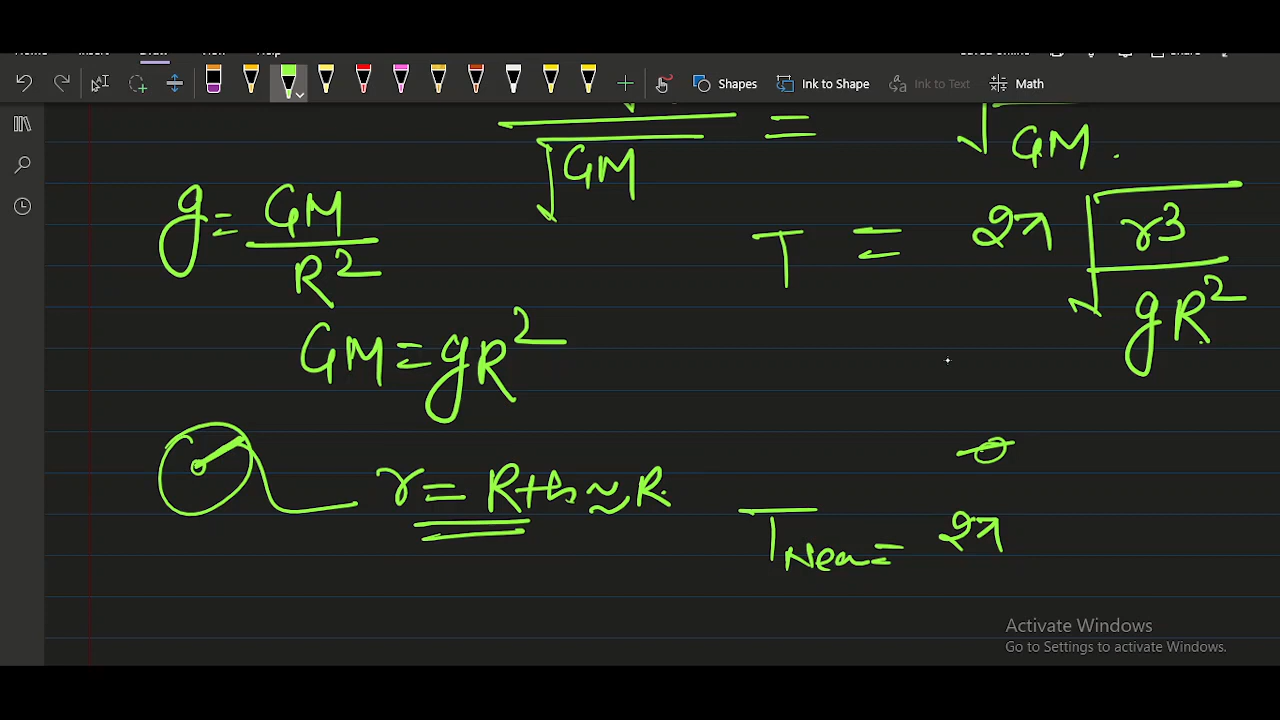 Shapes Ink to Shape Ink to Text Math
√GM = √GM.
g = GM / R²
T = 2π √(r³ / gR²)
GM = gR²
r = R+h ≈ R.
T Near = 2π
Activate Windows
Go to Settings to activate Windows.